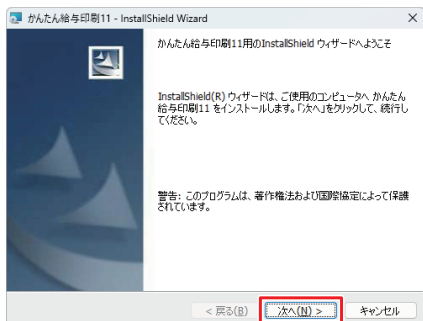 かんたん給与印刷11 - InstallShield Wizard
かんたん給与印刷11用のInstallShield ウィザードへようこそ
InstallShield(R) ウィザードは、ご使用のコンピュータへ かんたん
給与印刷11 をインストールします。「次へ」をクリックして、続行し
てください。
警告: このプログラムは、著作権法および国際協定によって保護
されています。
< 戻る(B)
次へ(N) >
キャンセル